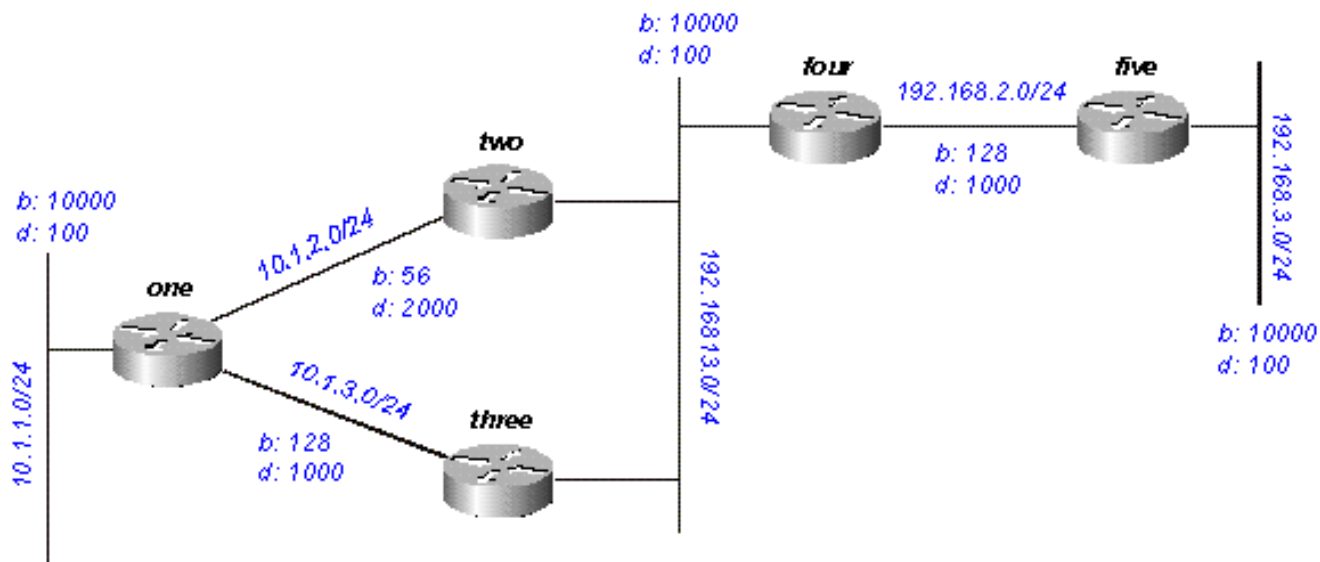 b: 10000
d: 100
four
five
192.168.2.0/24
b: 128
d: 1000
192.168.3.0/24
b: 10000
d: 100
two
b: 10000
d: 100
10.1.2.0/24
b: 56
d: 2000
one
192.16813.0/24
10.1.1.0/24
10.1.3.0/24
b: 128
d: 1000
three